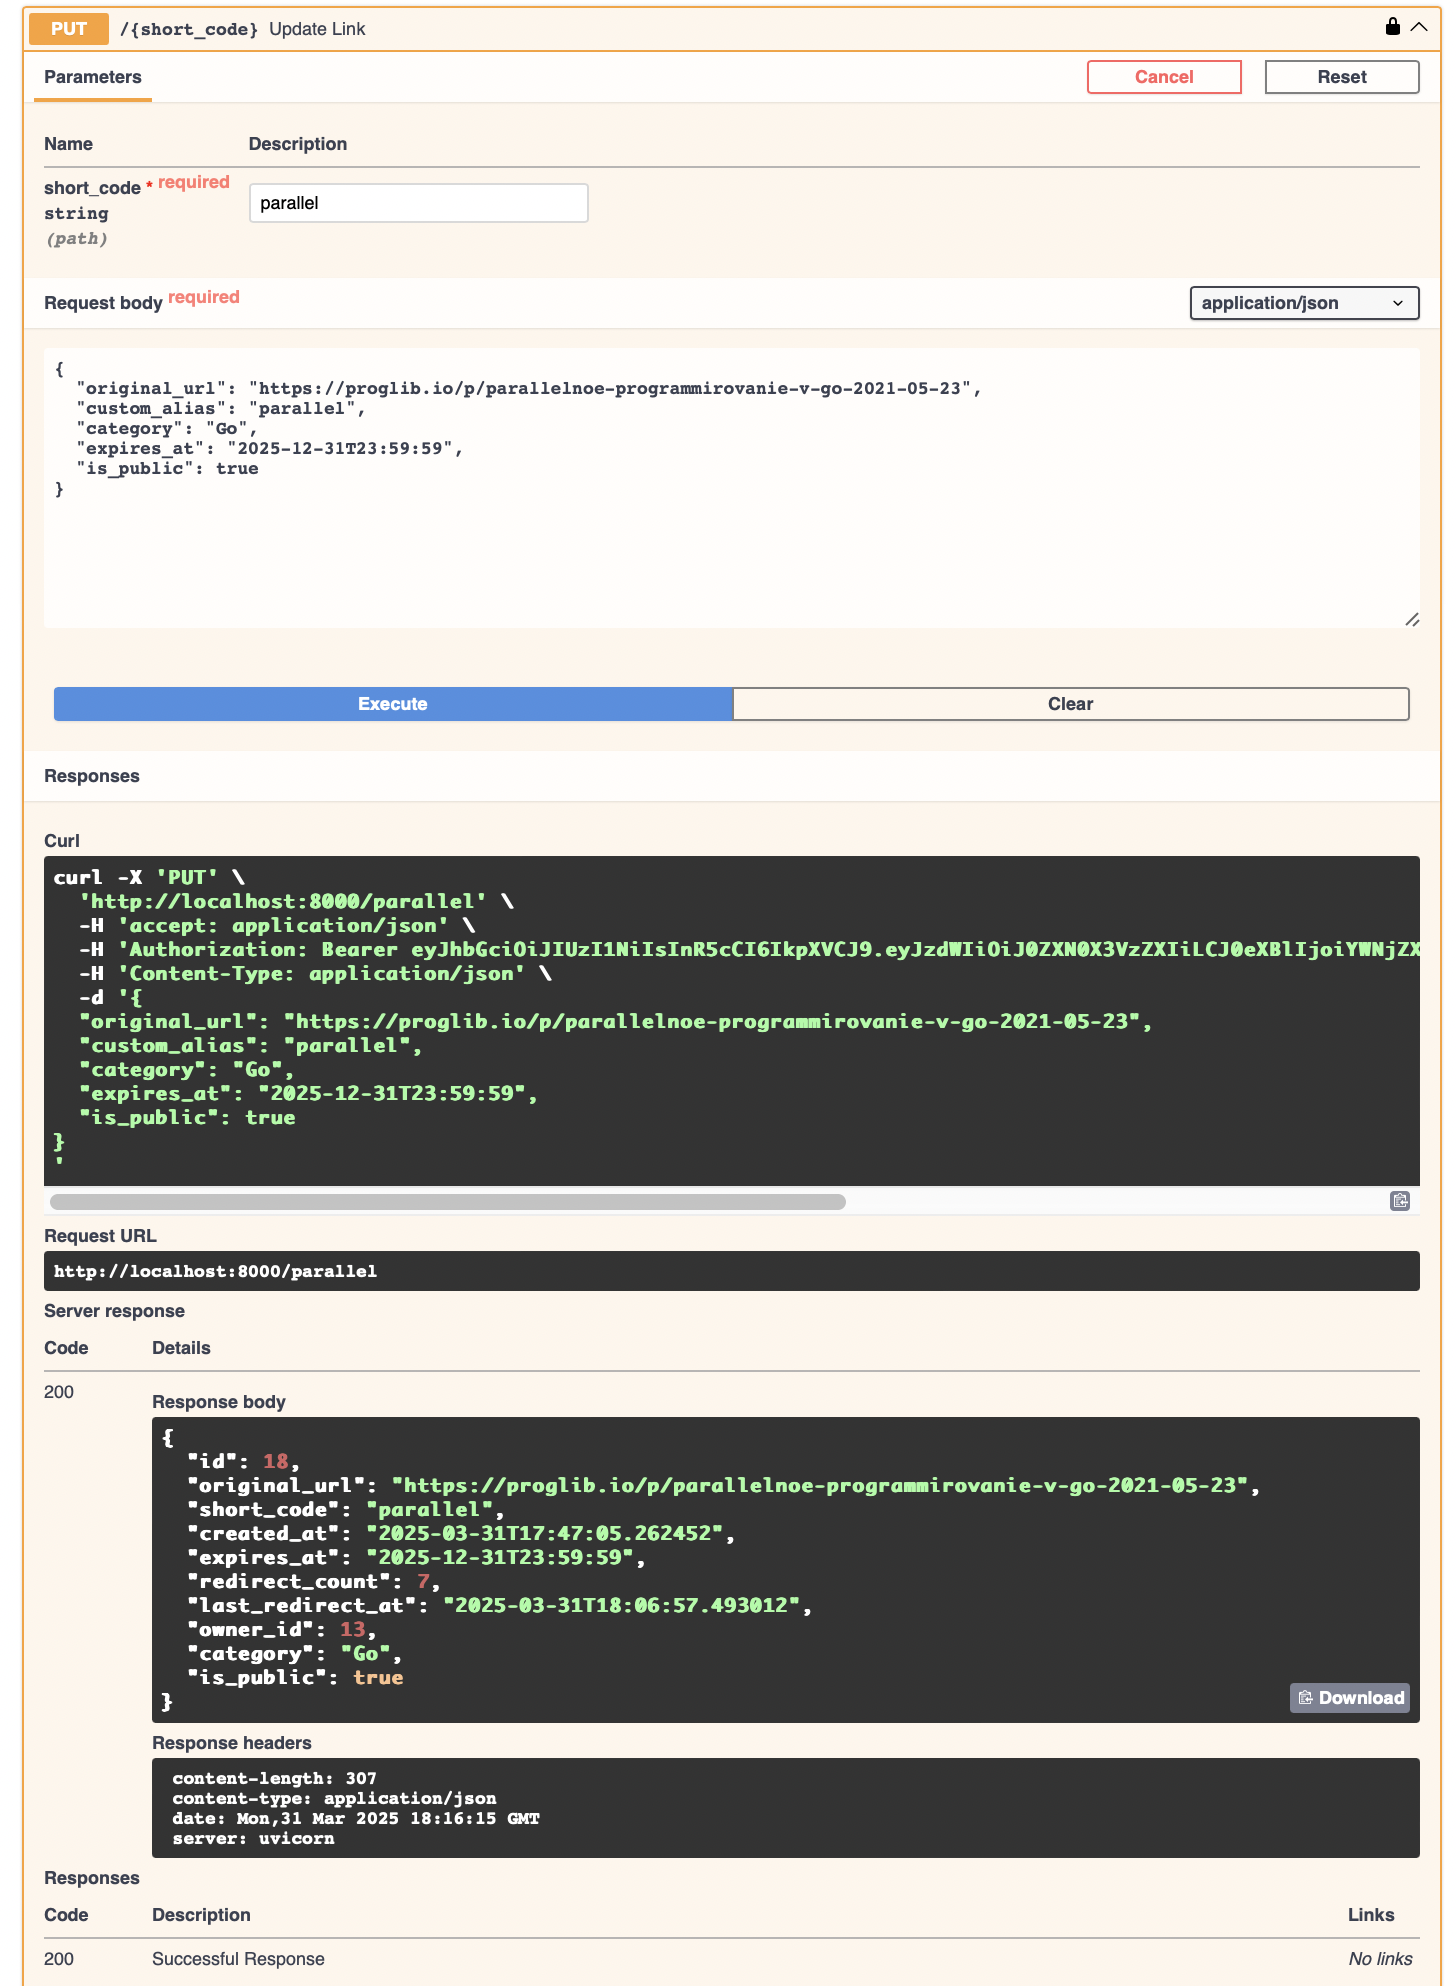 PUT /{short_code} Update Link
Parameters
Cancel
Reset
Name Description
short_code * required
string
(path)
parallel
Request body required
application/json
{
  "original_url": "https://proglib.io/p/parallelnoe-programmirovanie-v-go-2021-05-23",
  "custom_alias": "parallel",
  "category": "Go",
  "expires_at": "2025-12-31T23:59:59",
  "is_public": true
}
Execute
Clear
Responses
Curl
curl -X 'PUT' \
  'http://localhost:8000/parallel' \
  -H 'accept: application/json' \
  -H 'Authorization: Bearer eyJhbGciOiJIUzI1NiIsInR5cCI6IkpXVCJ9.eyJzdWIiOiJ0ZXN0X3VzZXIiLCJ0eXBlIjoiYWNjZX
  -H 'Content-Type: application/json' \
  -d '{
  "original_url": "https://proglib.io/p/parallelnoe-programmirovanie-v-go-2021-05-23",
  "custom_alias": "parallel",
  "category": "Go",
  "expires_at": "2025-12-31T23:59:59",
  "is_public": true
}
'
Request URL
http://localhost:8000/parallel
Server response
Code Details
200
Response body
{
  "id": 18,
  "original_url": "https://proglib.io/p/parallelnoe-programmirovanie-v-go-2021-05-23",
  "short_code": "parallel",
  "created_at": "2025-03-31T17:47:05.262452",
  "expires_at": "2025-12-31T23:59:59",
  "redirect_count": 7,
  "last_redirect_at": "2025-03-31T18:06:57.493012",
  "owner_id": 13,
  "category": "Go",
  "is_public": true
}
Download
Response headers
content-length: 307
content-type: application/json
date: Mon,31 Mar 2025 18:16:15 GMT
server: uvicorn
Responses
Code Description Links
200 Successful Response No links